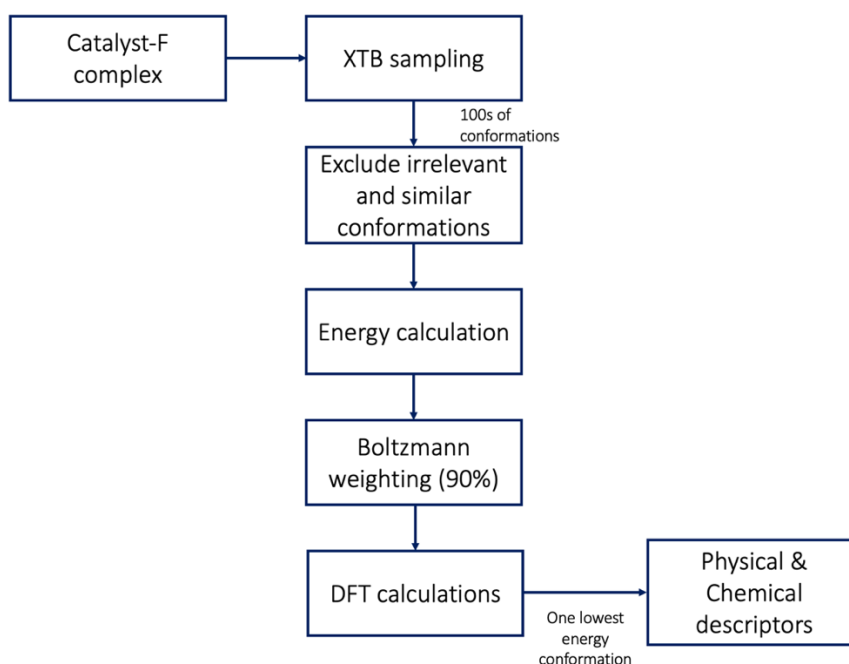 Catalyst-F
complex
XTB sampling
100s of
conformations
Exclude irrelevant
and similar
conformations
Energy calculation
Boltzmann
weighting (90%)
DFT calculations
One lowest
energy
conformation
Physical &
Chemical
descriptors